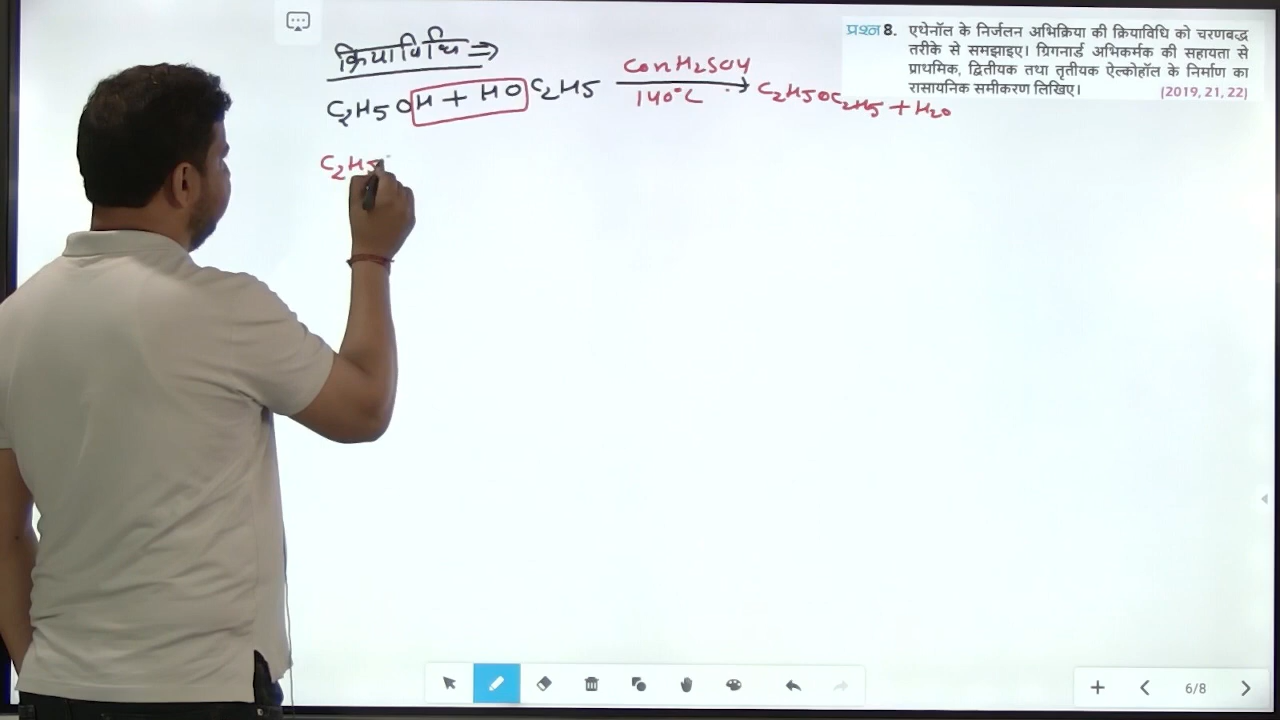 प्रश्न 8. एथेनॉल के निर्जलन अभिक्रिया की क्रियाविधि को चरणबद्ध
तरीके से समझाइए। ग्रिगनार्ड अभिकर्मक की सहायता से
प्राथमिक, द्वितीयक तथा तृतीयक ऐल्कोहॉल के निर्माण का
रासायनिक समीकरण लिखिए। (2019, 21, 22)
क्रियाविधि ⇒
C2H5OH + HOC2H5 Con H2SO4 140°C → C2H5OC2H5 + H2O
C2H5
6/8